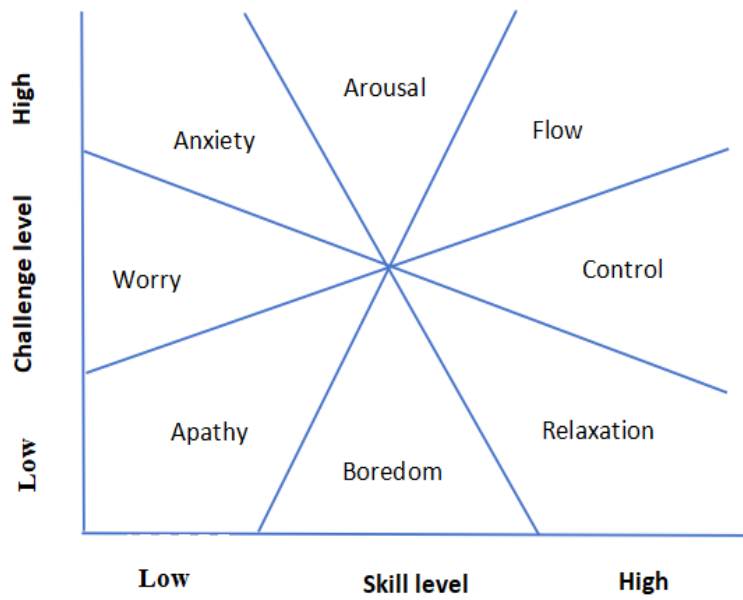 Arousal
High
Flow
Anxiety
Challenge level
Worry
Control
Apathy
Relaxation
Low
Boredom
Low
Skill level
High